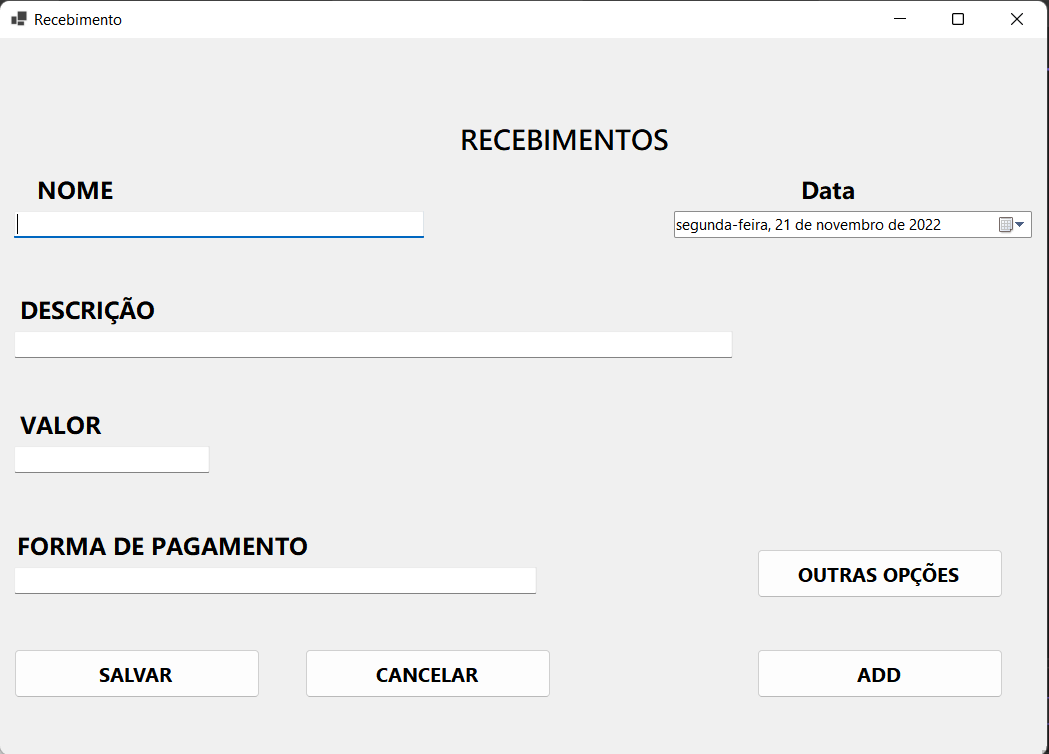 Recebimento
RECEBIMENTOS
NOME
Data
segunda-feira, 21 de novembro de 2022
DESCRIÇÃO
VALOR
FORMA DE PAGAMENTO
OUTRAS OPÇÕES
SALVAR
CANCELAR
ADD